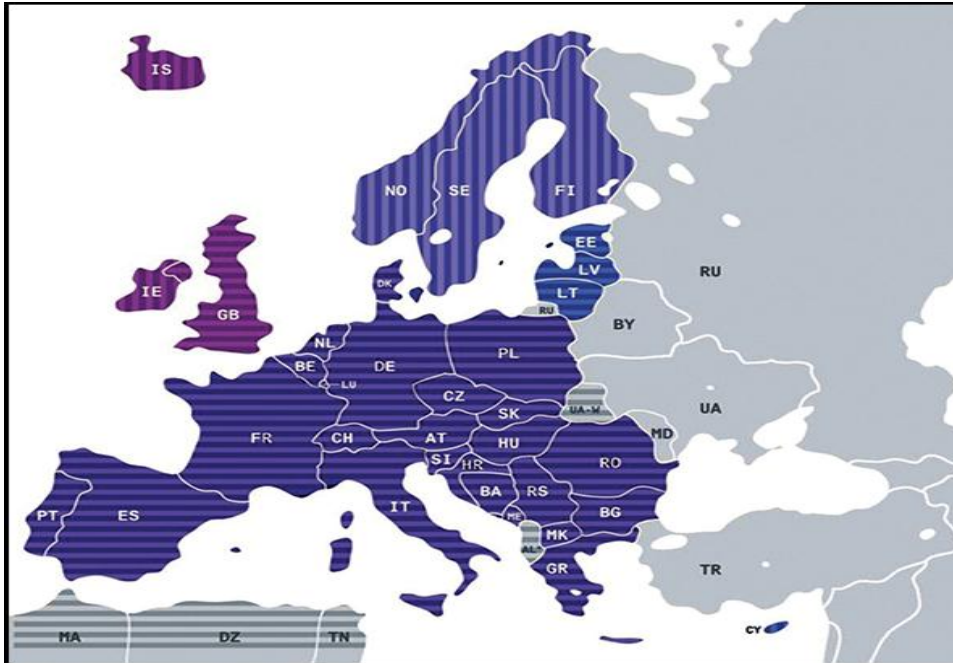 IS
NO
SE
FI
EE
LV
LT
RU
RU
IE
GB
DK
BY
NL
BE
LU
DE
PL
CZ
SK
UA-W
UA
MD
FR
CH
AT
HU
SI
HR
RO
BA
RS
ME
BG
MK
PT
ES
IT
AL*
GR
TR
CY
MA
DZ
TN